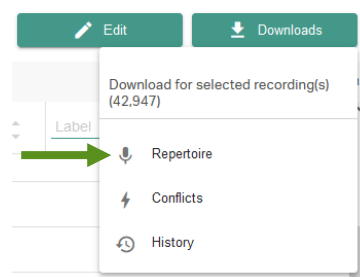 Edit
Downloads
Download for selected recording(s)
(42,947)
Label
Repertoire
Conflicts
History